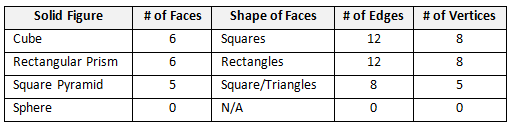 Solid Figure # of Faces Shape of Faces # of Edges # of Vertices
Cube 6 Squares 12 8
Rectangular Prism 6 Rectangles 12 8
Square Pyramid 5 Square/Triangles 8 5
Sphere 0 N/A 0 0